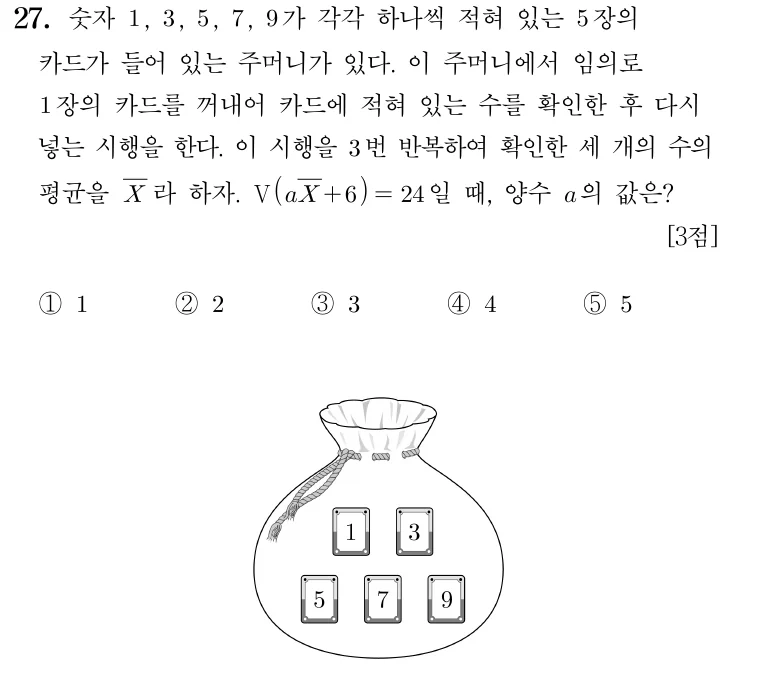 27. 숫자 1, 3, 5, 7, 9가 각각 하나씩 적혀 있는 5장의
카드가 들어 있는 주머니가 있다. 이 주머니에서 임의로
1장의 카드를 꺼내어 카드에 적혀 있는 수를 확인한 후 다시
넣는 시행을 한다. 이 시행을 3번 반복하여 확인한 세 개의 수의
평균을 X̅ 라 하자. V(aX̅+6)=24일 때, 양수 a의 값은?
[3점]
① 1 ② 2 ③ 3 ④ 4 ⑤ 5
1 3
5 7 9